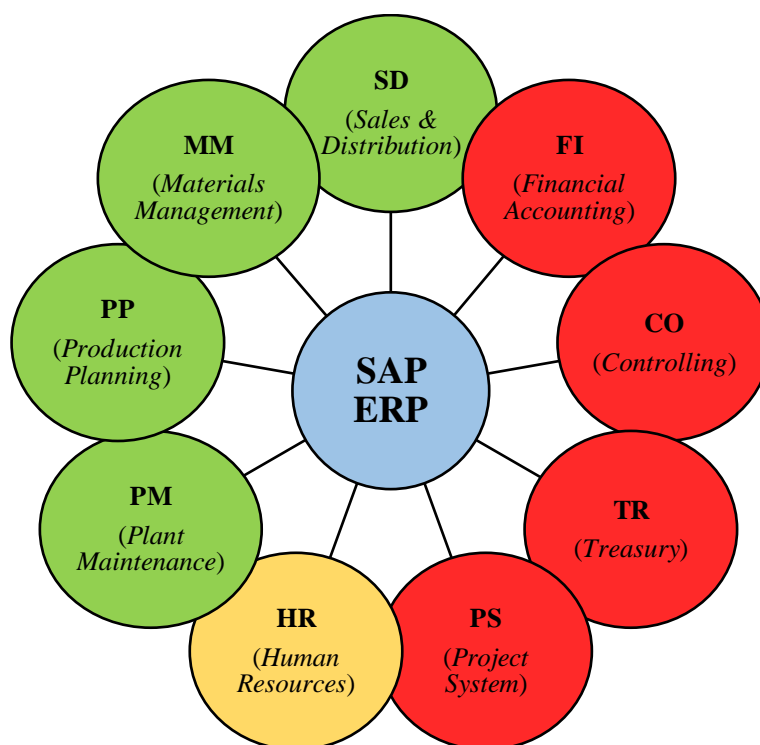 SD
(Sales &
Distribution)
FI
(Financial
Accounting)
CO
(Controlling)
TR
(Treasury)
PS
(Project
System)
HR
(Human
Resources)
PM
(Plant
Maintenance)
PP
(Production
Planning)
MM
(Materials
Management)
SAP
ERP